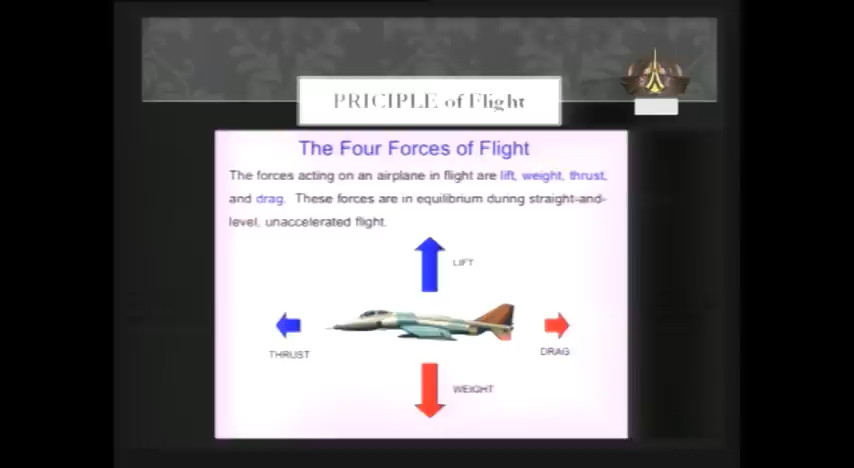 PRICIPLE of Flight
The Four Forces of Flight
The forces acting on an airplane in flight are lift, weight, thrust,
and drag. These forces are in equilibrium during straight-and-
level, unaccelerated flight.
LIFT
THRUST
DRAG
WEIGHT